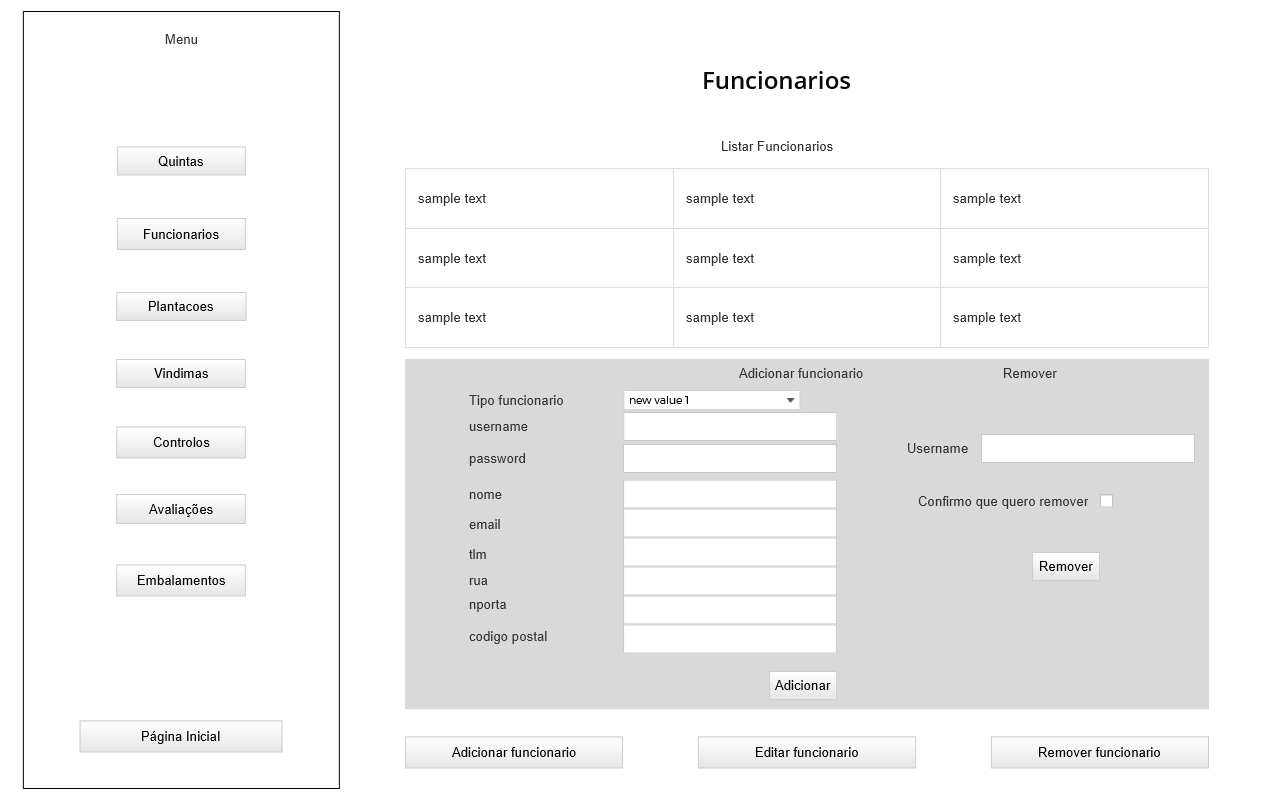 Menu
Quintas
Funcionarios
Plantacoes
Vindimas
Controlos
Avaliações
Embalamentos
Página Inicial
Funcionarios
Listar Funcionarios
sample text sample text sample text
sample text sample text sample text
sample text sample text sample text
Adicionar funcionario
Tipo funcionario new value 1
username
password
nome
email
tlm
rua
nporta
codigo postal
Adicionar
Remover
Username
Confirmo que quero remover
Remover
Adicionar funcionario
Editar funcionario
Remover funcionario